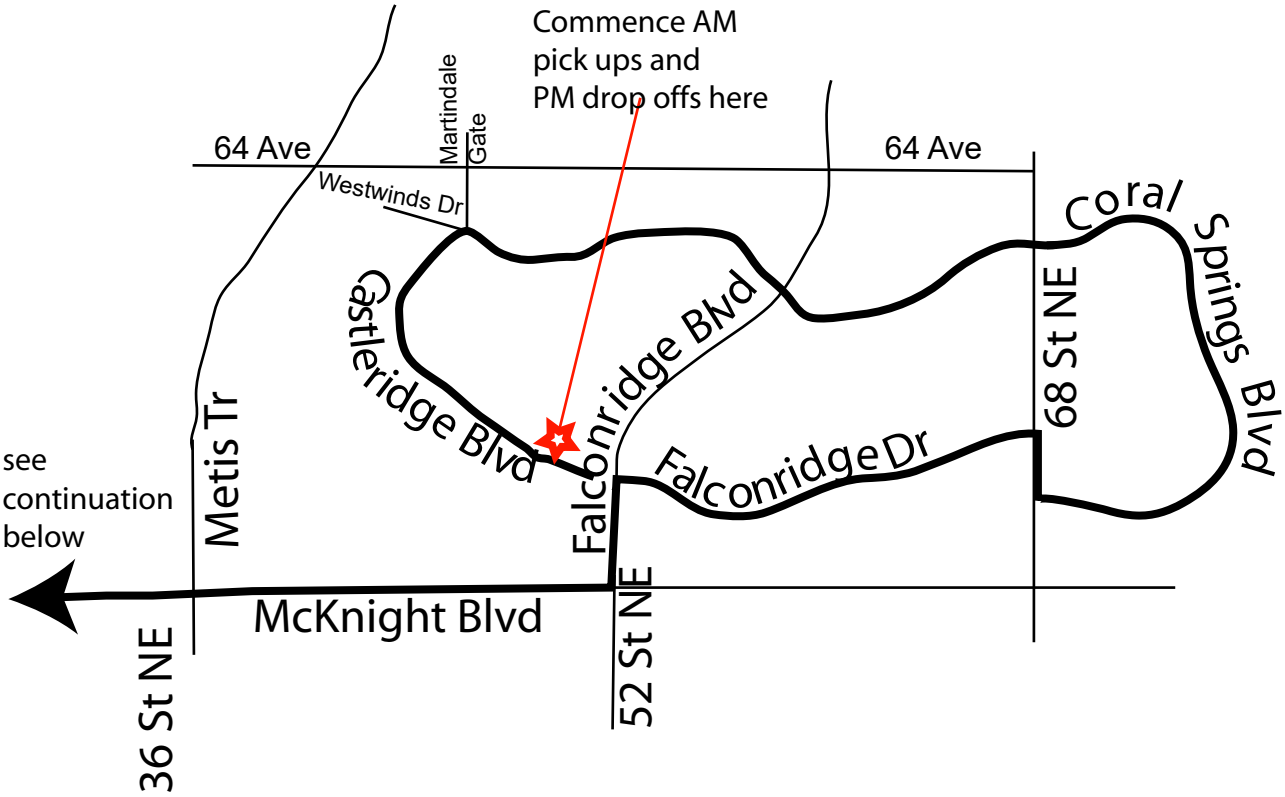 Commence AM
pick ups and
PM drop offs here
Martindale
Gate
64 Ave
64 Ave
Westwinds Dr
Coral
Springs Blvd
Castleridge Blvd
Falconridge Blvd
68 St NE
Falconridge Dr
Metis Tr
see
continuation
below
McKnight Blvd
52 St NE
36 St NE